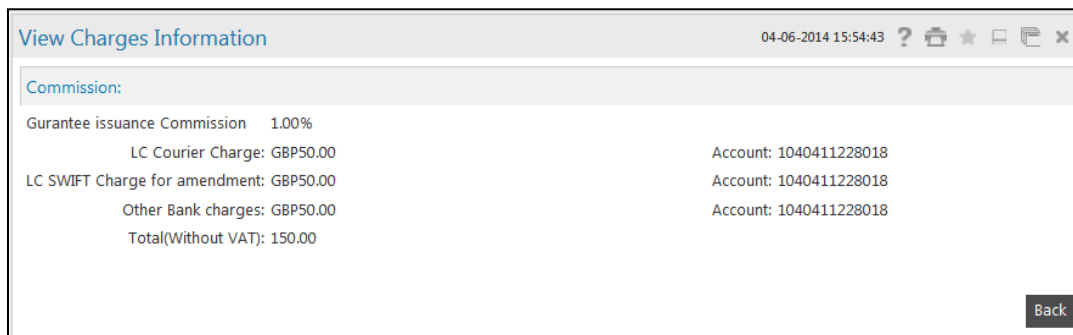 View Charges Information 04-06-2014 15:54:43 ?
Commission:
Gurantee issuance Commission 1.00%
LC Courier Charge: GBP50.00 Account: 1040411228018
LC SWIFT Charge for amendment: GBP50.00 Account: 1040411228018
Other Bank charges: GBP50.00 Account: 1040411228018
Total(Without VAT): 150.00
Back